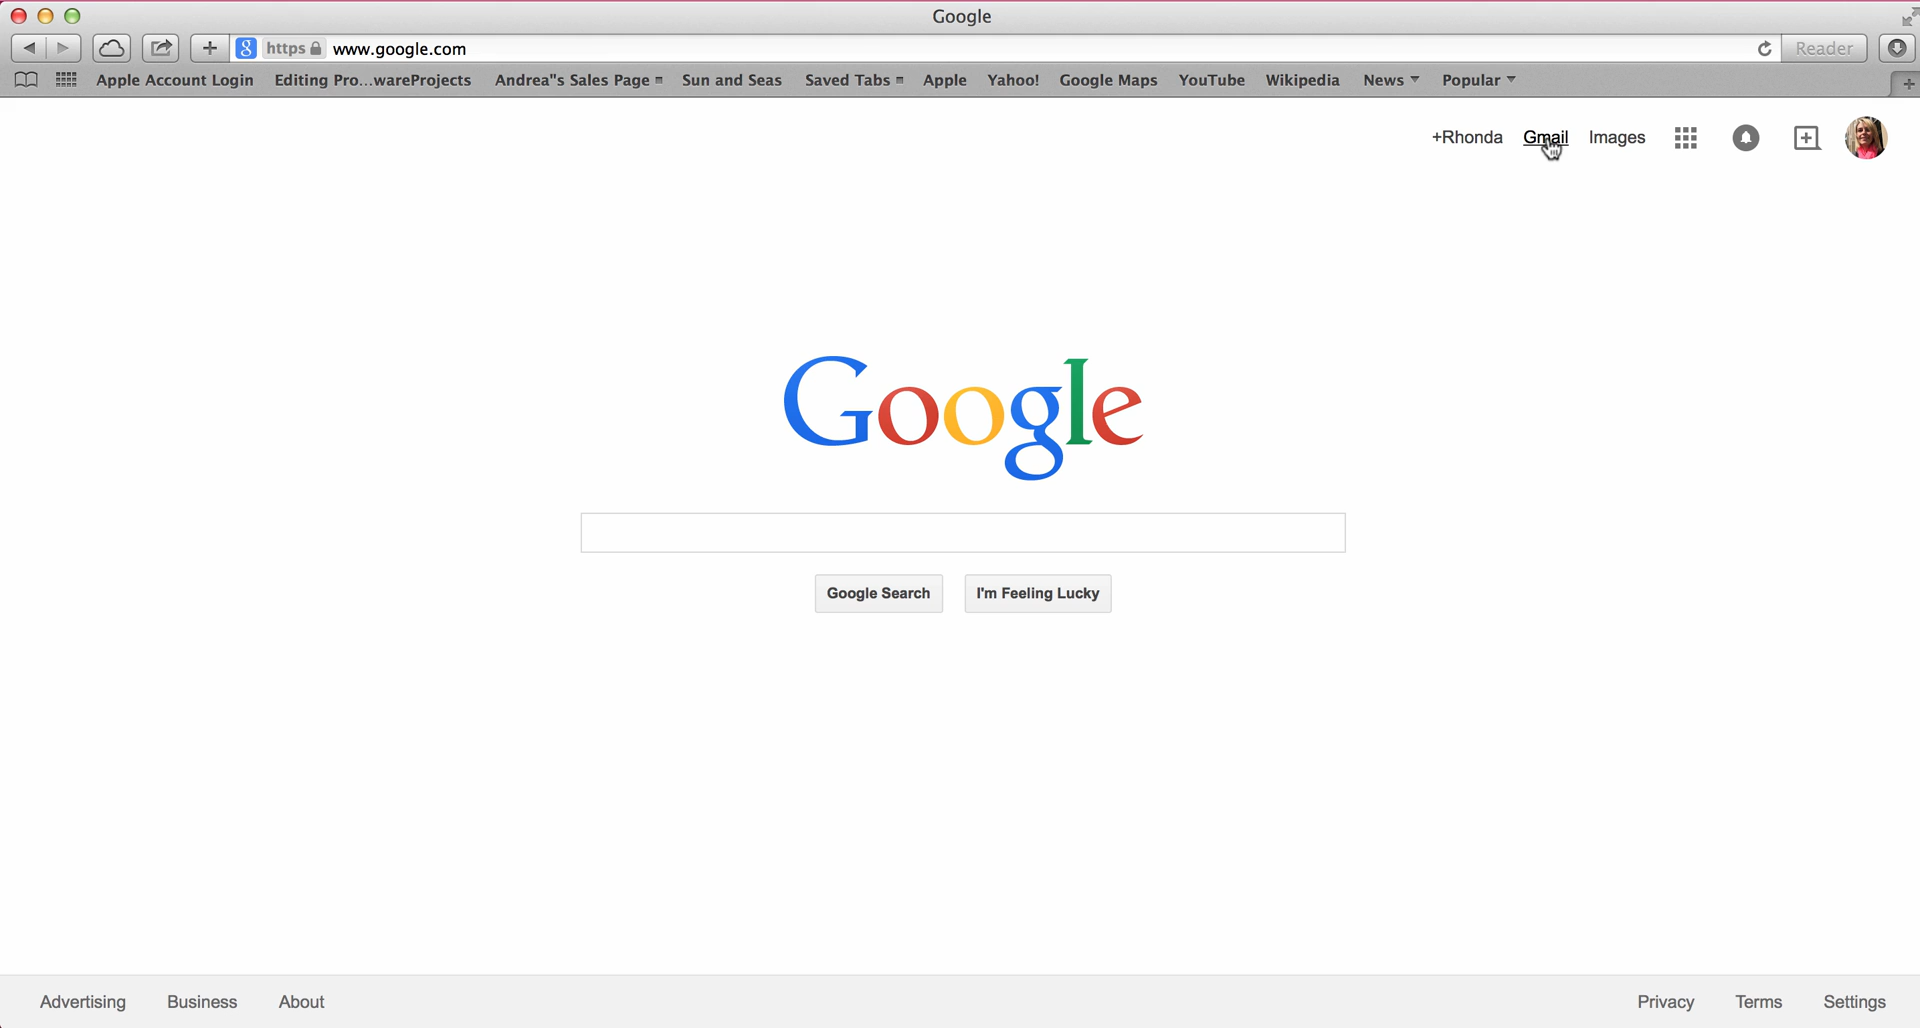 Google
https www.google.com Reader
Apple Account Login Editing Pro...wareProjects Andrea"s Sales Page Sun and Seas Saved Tabs Apple Yahoo! Google Maps YouTube Wikipedia News Popular
+Rhonda Gmail Images
Google
Google Search I'm Feeling Lucky
Advertising Business About Privacy Terms Settings